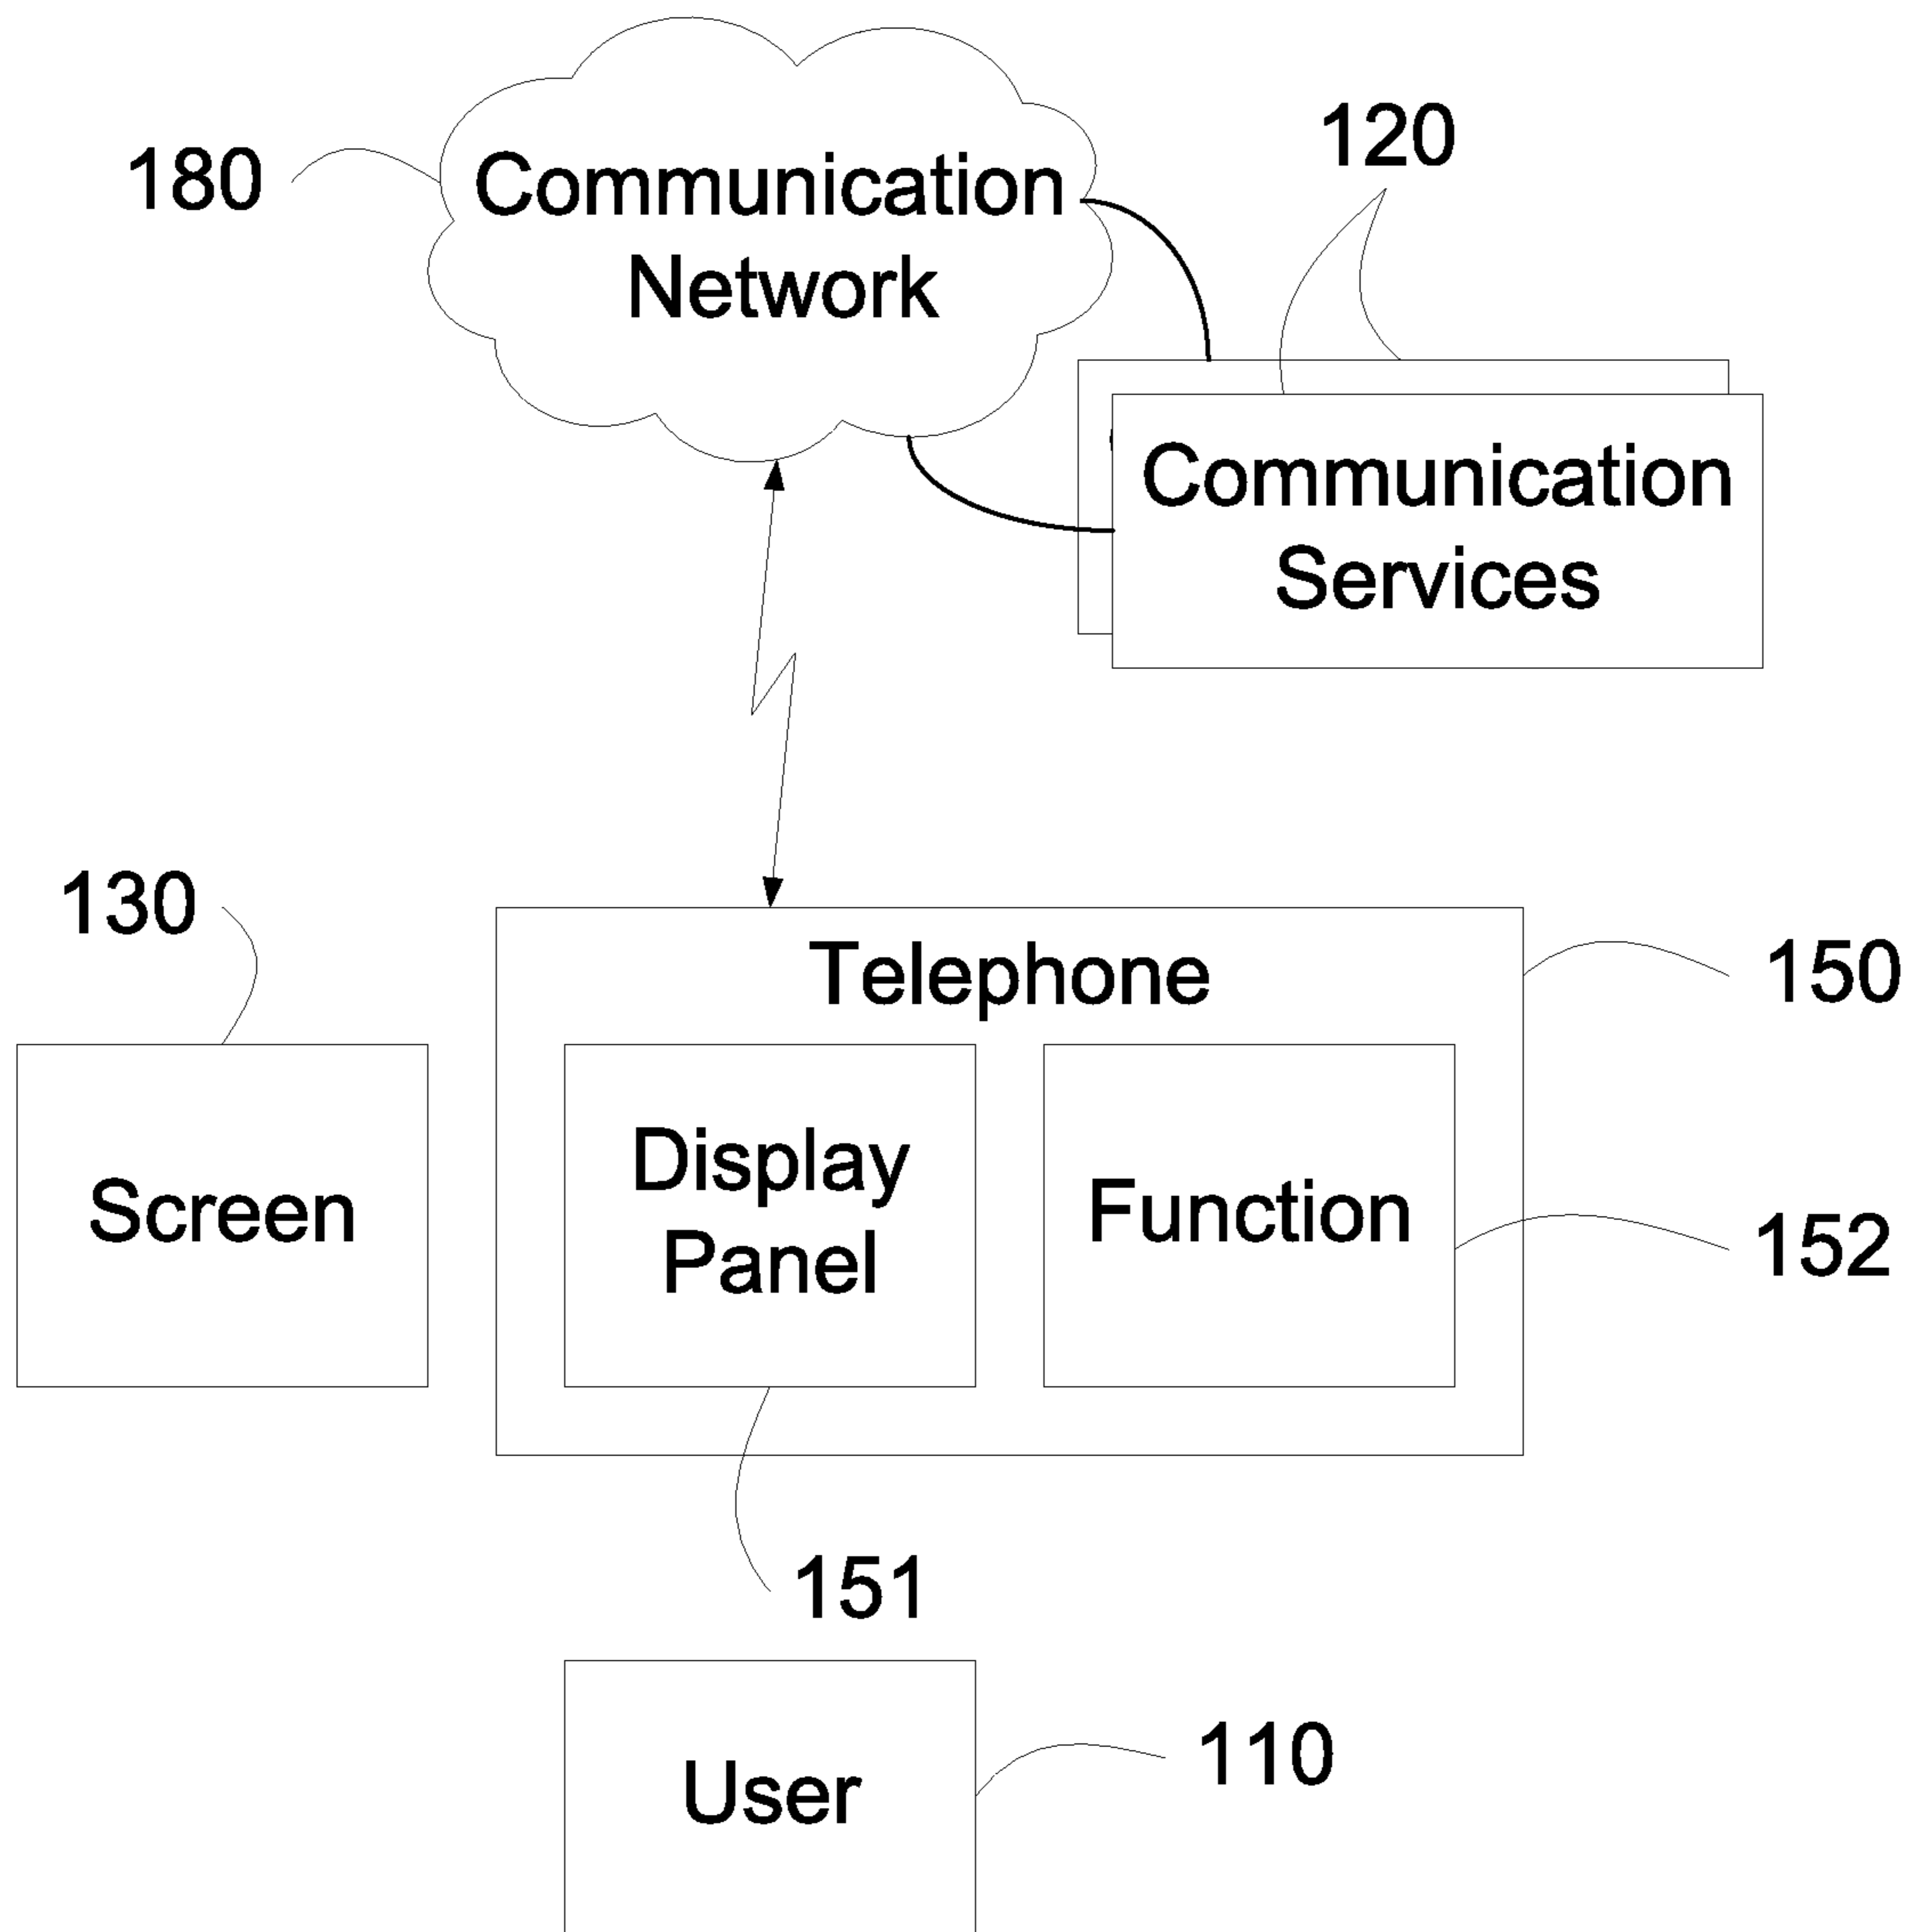 120
180
Communication
Network
Communication
Services
130
Telephone
150
Display
Panel
Screen
Function
152
151
110
User